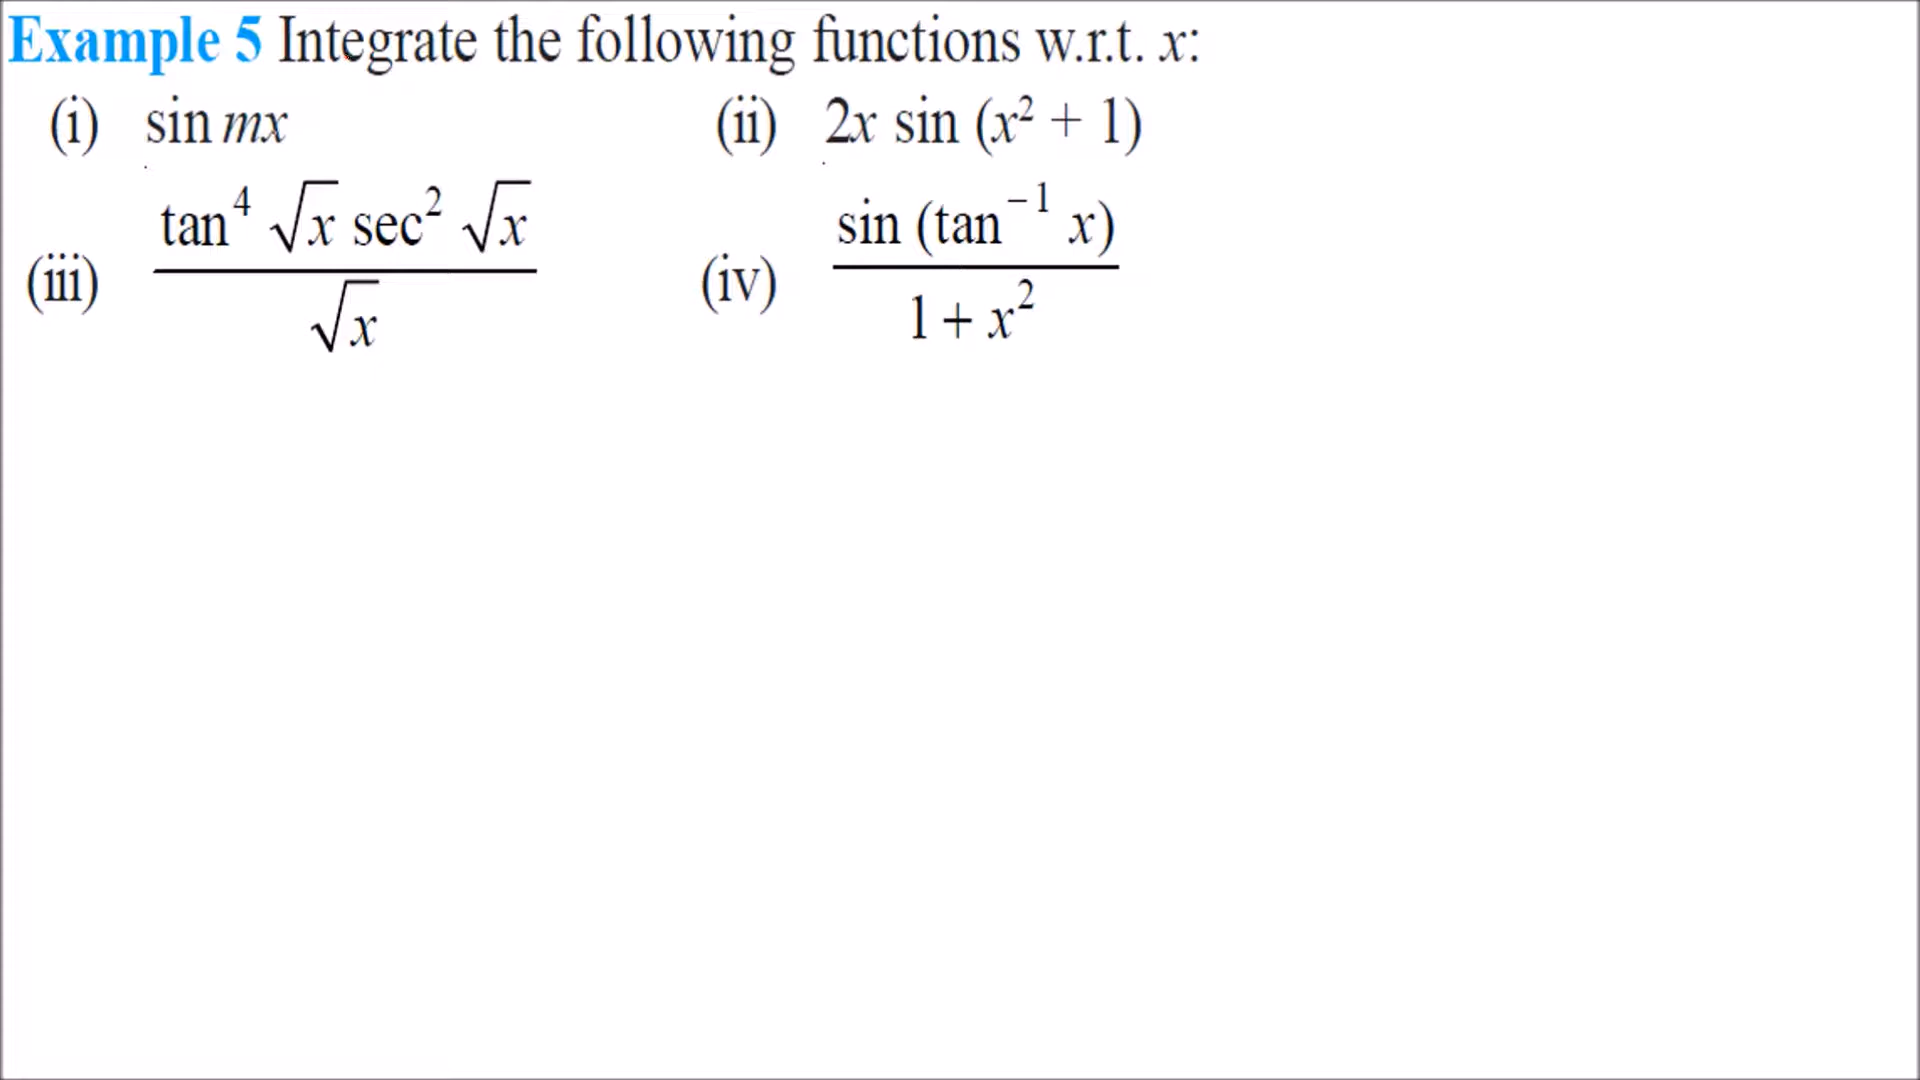 Example 5 Integrate the following functions w.r.t. x:
(i) sin mx (ii) 2x sin (x² + 1)
(iii) tan⁴ √x sec² √x / √x (iv) sin (tan⁻¹ x) / 1 + x²